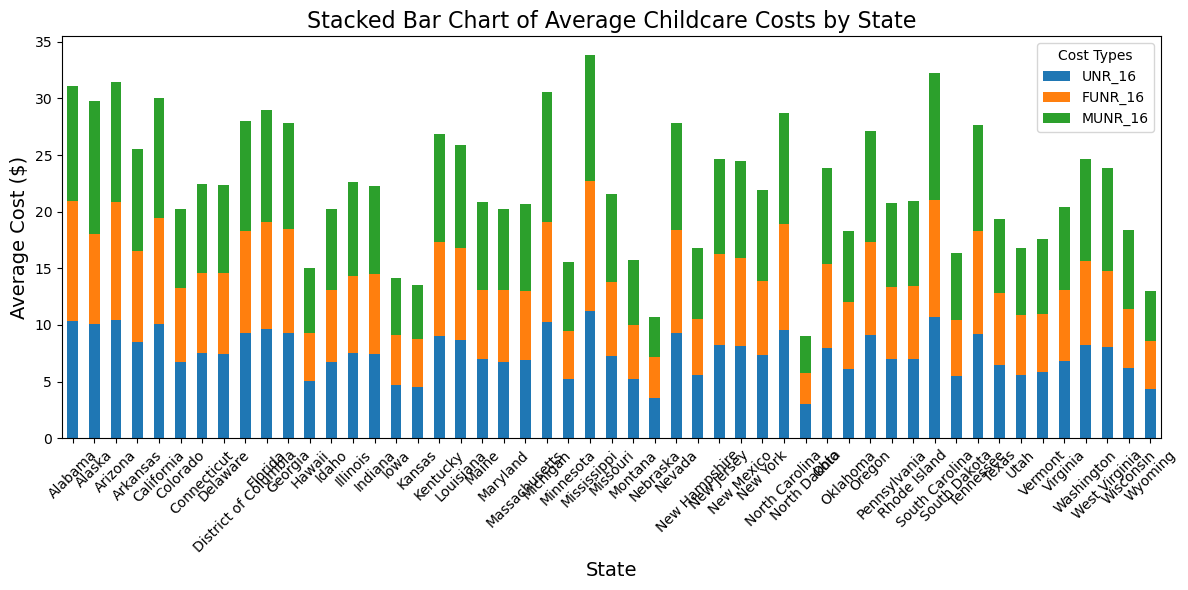 Stacked Bar Chart of Average Childcare Costs by State
Average Cost ($)
35
30
25
20
15
10
5
0
Cost Types
UNR_16
FUNR_16
MUNR_16
Alabama
Alaska
Arizona
Arkansas
California
Colorado
Connecticut
Delaware
District of Columbia
Florida
Georgia
Hawaii
Idaho
Illinois
Indiana
Iowa
Kansas
Kentucky
Louisiana
Maine
Maryland
Massachusetts
Michigan
Minnesota
Mississippi
Missouri
Montana
Nebraska
Nevada
New Hampshire
New Jersey
New Mexico
New York
North Carolina
North Dakota
Ohio
Oklahoma
Oregon
Pennsylvania
Rhode Island
South Carolina
South Dakota
Tennessee
Texas
Utah
Vermont
Virginia
Washington
West Virginia
Wisconsin
Wyoming
State